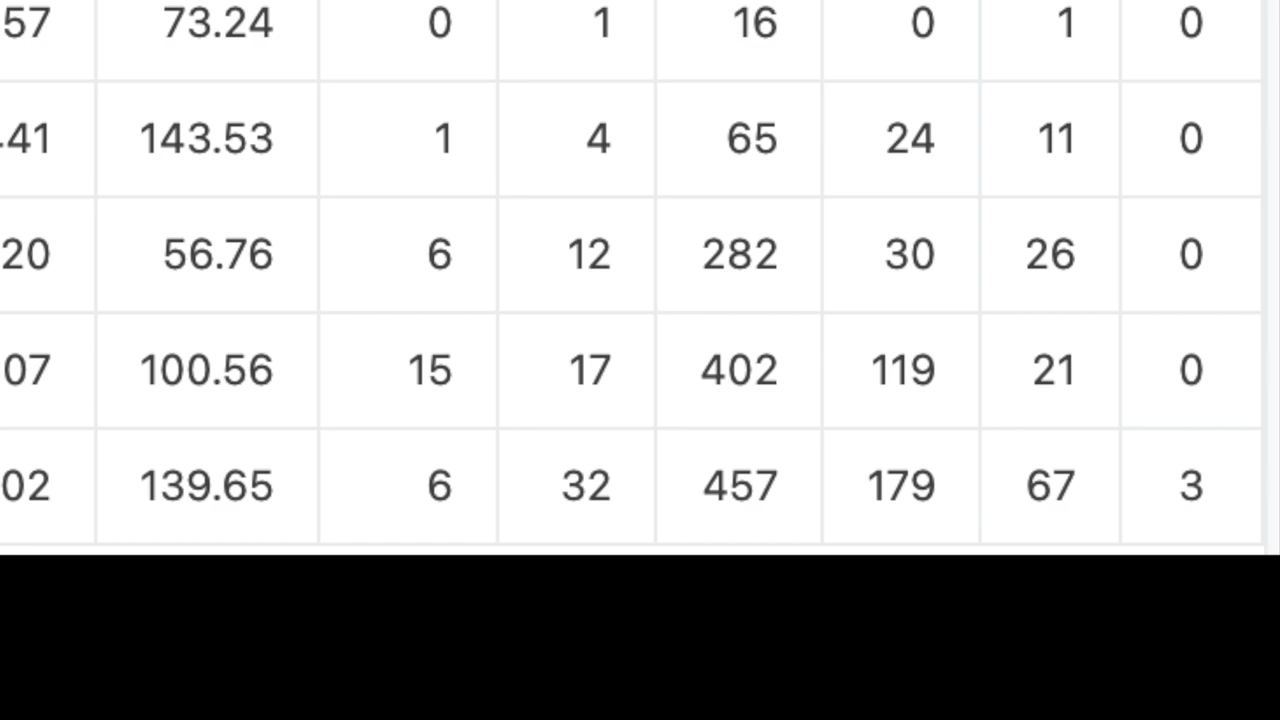 57 73.24 0 1 16 0 1 0
41 143.53 1 4 65 24 11 0
20 56.76 6 12 282 30 26 0
07 100.56 15 17 402 119 21 0
02 139.65 6 32 457 179 67 3